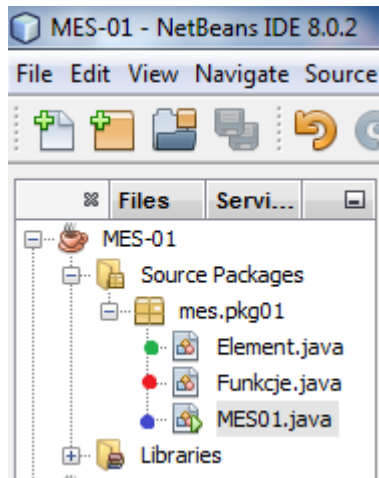 MES-01 - NetBeans IDE 8.0.2
File Edit View Navigate Source
Files Servi...
MES-01
Source Packages
mes.pkg01
Element.java
Funkcje.java
MES01.java
Libraries